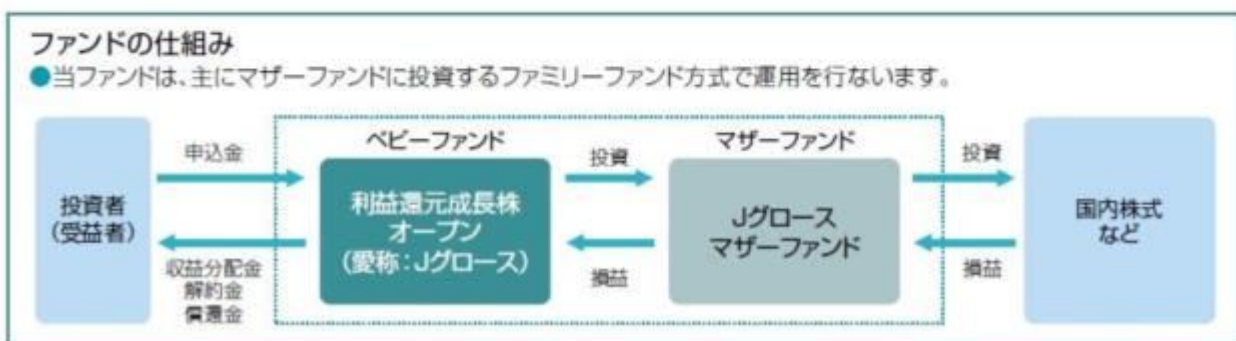 ファンドの仕組み
●当ファンドは、主にマザーファンドに投資するファミリーファンド方式で運用を行ないます。
ベビーファンド
マザーファンド
申込金
投資
投資
投資者
(受益者)
利益還元成長株
オープン
(愛称:Jグロース)
Jグロース
マザーファンド
国内株式
など
収益分配金
解約金
償還金
損益
損益